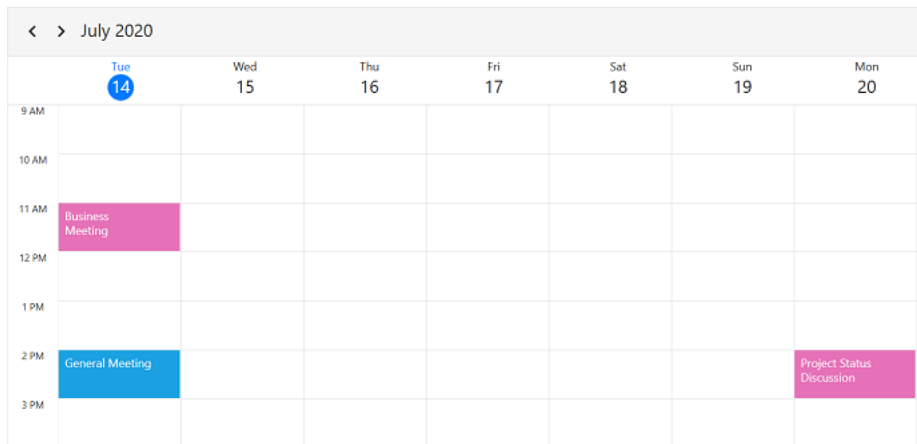 July 2020
Tue Wed Thu Fri Sat Sun Mon
14 15 16 17 18 19 20
9 AM
10 AM
11 AM
Business
Meeting
12 PM
1 PM
2 PM
General Meeting
Project Status
Discussion
3 PM